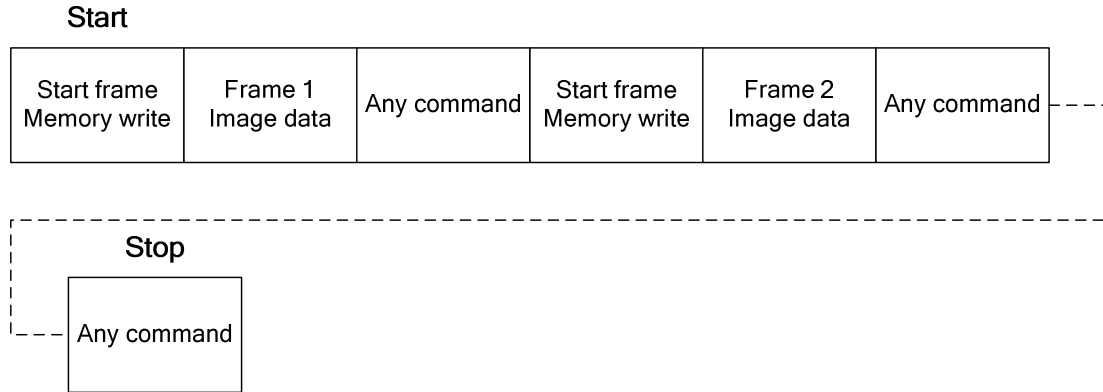 Start
Start frame
Memory write
Frame 1
Image data
Any command
Start frame
Memory write
Frame 2
Image data
Any command
Stop
Any command